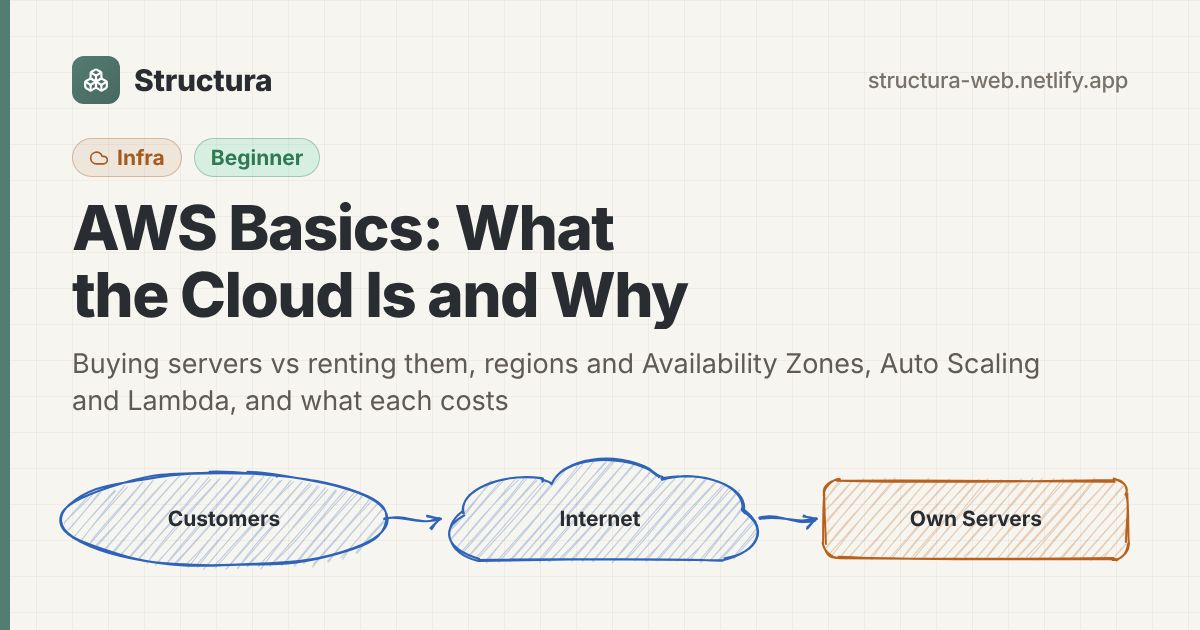 Structura
structura-web.netlify.app
Infra
Beginner
AWS Basics: What
the Cloud Is and Why
Buying servers vs renting them, regions and Availability Zones, Auto Scaling
and Lambda, and what each costs
Customers
Internet
Own Servers